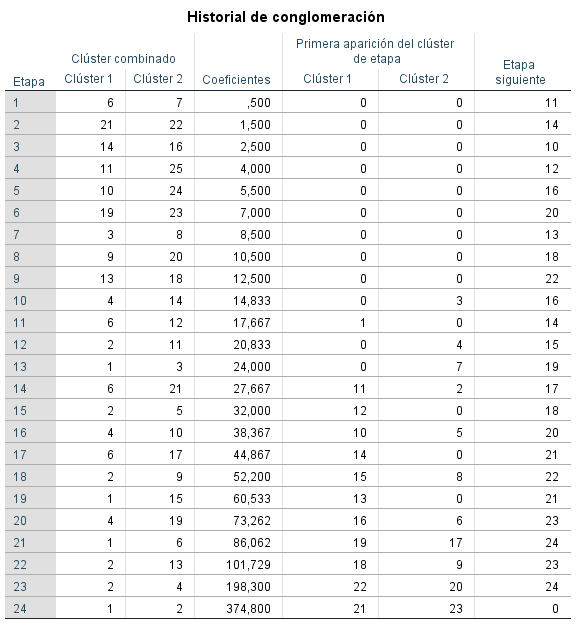 Historial de conglomeración
Clúster combinado Primera aparición del clúster de etapa
Etapa Clúster 1 Clúster 2 Coeficientes Clúster 1 Clúster 2 Etapa siguiente
1 6 7 ,500 0 0 11
2 21 22 1,500 0 0 14
3 14 16 2,500 0 0 10
4 11 25 4,000 0 0 12
5 10 24 5,500 0 0 16
6 19 23 7,000 0 0 20
7 3 8 8,500 0 0 13
8 9 20 10,500 0 0 18
9 13 18 12,500 0 0 22
10 4 14 14,833 0 3 16
11 6 12 17,667 1 0 14
12 2 11 20,833 0 4 15
13 1 3 24,000 0 7 19
14 6 21 27,667 11 2 17
15 2 5 32,000 12 0 18
16 4 10 38,367 10 5 20
17 6 17 44,867 14 0 21
18 2 9 52,200 15 8 22
19 1 15 60,533 13 0 21
20 4 19 73,262 16 6 23
21 1 6 86,062 19 17 24
22 2 13 101,729 18 9 23
23 2 4 198,300 22 20 24
24 1 2 374,800 21 23 0